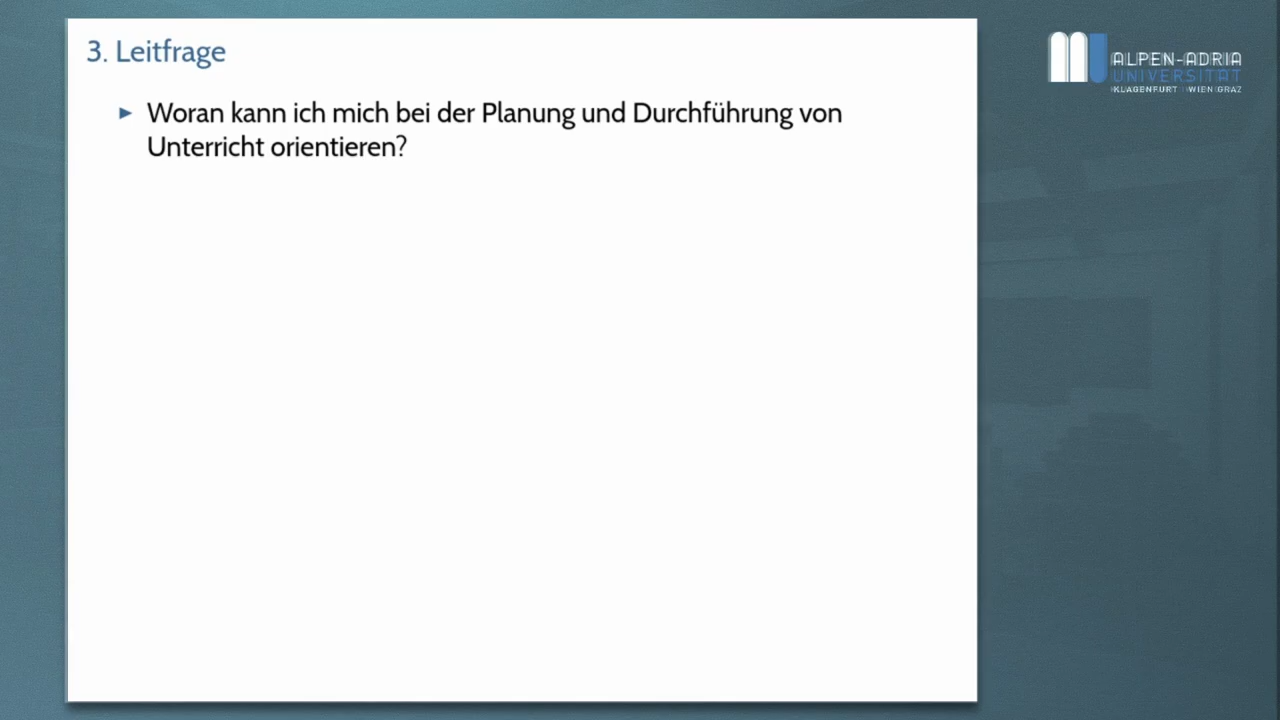 3. Leitfrage
► Woran kann ich mich bei der Planung und Durchführung von
Unterricht orientieren?
ALPEN-ADRIA
UNIVERSITÄT
KLAGENFURT I WIEN GRAZ